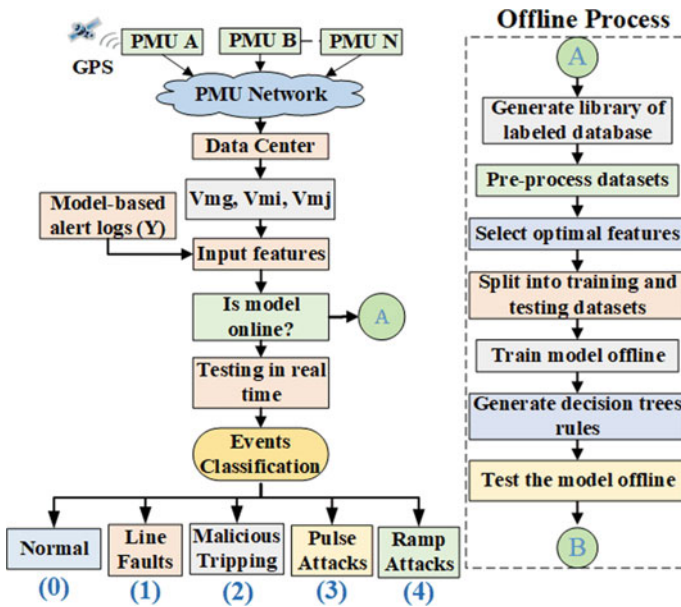 PMU A
PMU B
PMU N
GPS
PMU Network
Data Center
Vmg, Vmi, Vmj
Model-based
alert logs (Y)
Input features
Is model
online?
A
Testing in real
time
Events
Classification
Normal
Line
Faults
Malicious
Tripping
Pulse
Attacks
Ramp
Attacks
(0)
(1)
(2)
(3)
(4)
Offline Process
A
Generate library of
labeled database
Pre-process datasets
Select optimal features
Split into training and
testing datasets
Train model offline
Generate decision trees
rules
Test the model offline
B